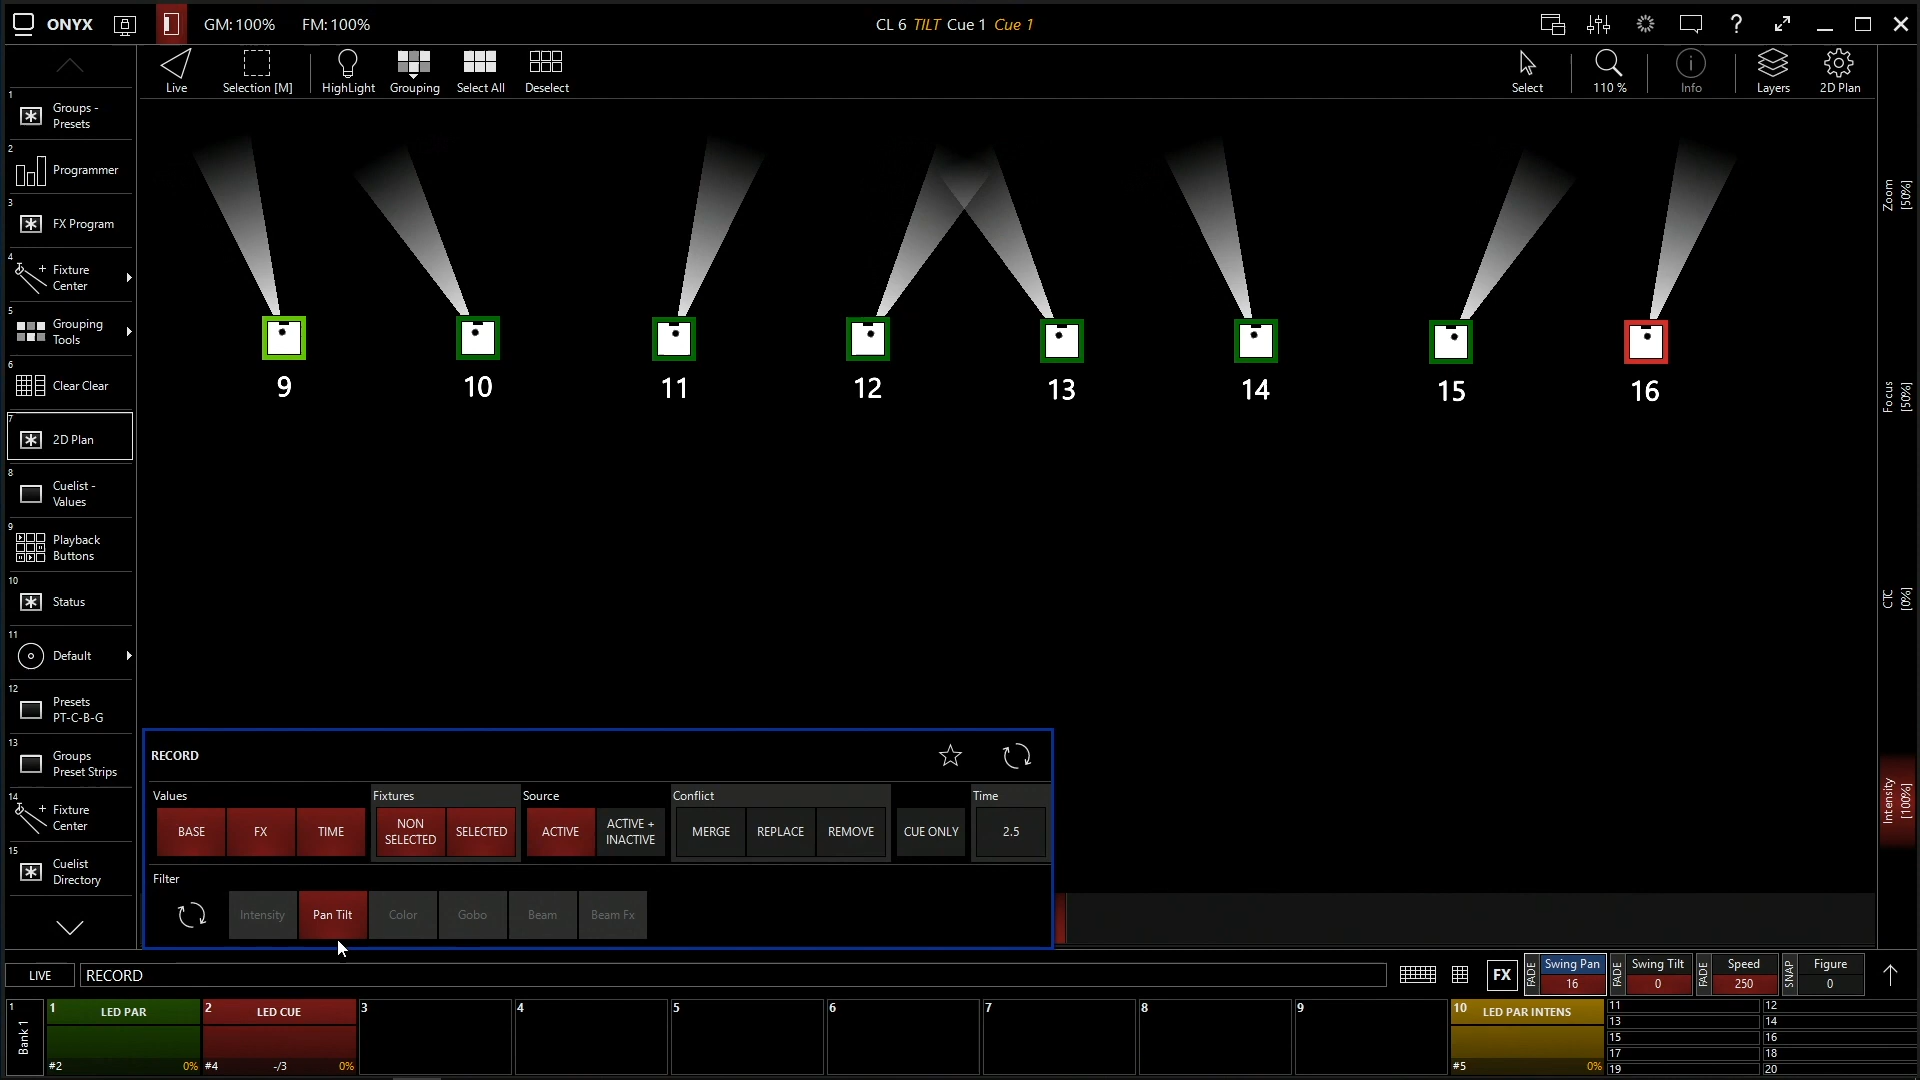 ONYX
GM: 100%
FM: 100%
CL 6 TILT Cue 1 Cue 1
Live
Selection [M]
HighLight
Grouping
Select All
Deselect
Select
110 %
Info
Layers
2D Plan
1
Groups -
Presets
2
Programmer
3
FX Program
4
Fixture
Center
5
Grouping
Tools
6
Clear Clear
7
2D Plan
8
Cuelist -
Values
9
Playback
Buttons
10
Status
11
Default
12
Presets
PT-C-B-G
13
Groups
Preset Strips
14
Fixture
Center
15
Cuelist
Directory
9
10
11
12
13
14
15
16
Zoom
[50%]
Focus
[50%]
CTC
[0%]
Intensity
[100%]
RECORD
Values
Fixtures
Source
Conflict
Time
BASE
FX
TIME
NON
SELECTED
SELECTED
ACTIVE
ACTIVE +
INACTIVE
MERGE
REPLACE
REMOVE
CUE ONLY
2.5
Filter
Intensity
Pan Tilt
Color
Gobo
Beam
Beam Fx
LIVE
RECORD
FX
FADE
Swing Pan
16
FADE
Swing Tilt
0
FADE
Speed
250
SNAP
Figure
0
1
Bank 1
1 LED PAR
#2 0%
2 LED CUE
#4 -/3 0%
3
4
5
6
7
8
9
10 LED PAR INTENS
#5 0%
11
12
13
14
15
16
17
18
19
20